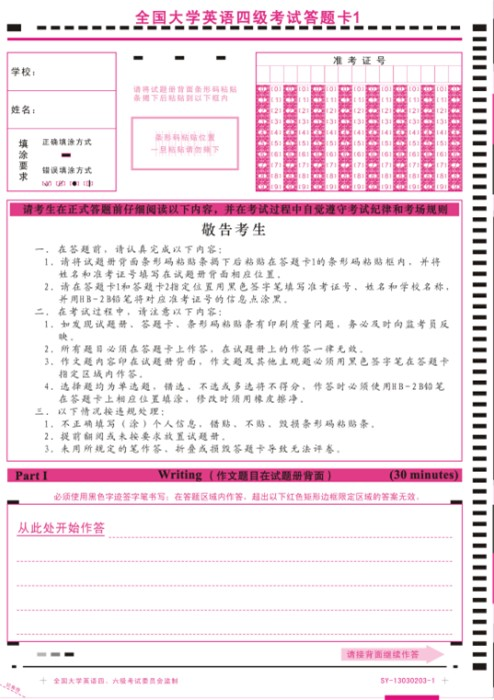 全国大学英语四级考试答题卡1
学校：
姓名：
填涂要求
正确填涂方式
错误填涂方式
请将试题册背面条形码粘贴
条揭下后粘贴到以下框内
条形码粘贴位置
一旦粘贴请勿揭下
准考证号
请考生在正式答题前仔细阅读以下内容，并在考试过程中自觉遵守考试纪律和考场规则
敬告考生
一．在答题前，请认真完成以下内容：
1．请将试题册背面条形码粘贴条揭下后粘贴在答题卡1的条形码粘贴框内，并将
姓名和准考证号填写在试题册背面相应位置。
2．请在答题卡1和答题卡2指定位置用黑色签字笔填写准考证号、姓名和学校名称，
并用HB-2B铅笔将对应准考证号的信息点涂黑。
二．在考试过程中，请注意以下内容：
1．如发现试题册、答题卡、条形码粘贴条有印刷质量问题，务必及时向监考员反
映。
2．所有题目必须在答题卡上作答，在试题册上的作答一律无效。
3．作文题内容印在试题册背面，作文题及其他主观题必须用黑色签字笔在答题卡
指定区域内作答。
4．选择题均为单选题，错选、不选或多选将不得分，作答时必须使用HB-2B铅笔
在答题卡上相应位置填涂，修改时须用橡皮擦净。
三．以下情况按违规处理：
1．不正确填写（涂）个人信息，错贴、不贴、毁损条形码粘贴条。
2．提前翻阅或未按要求放置试题册。
3．未用所规定的笔作答、折叠或损毁答题卡导致无法评卷。
Part I Writing（作文题目在试题册背面） (30 minutes)
必须使用黑色字迹签字笔书写；在答题区域内作答，超出以下红色矩形边框限定区域的答案无效。
从此处开始作答
请接背面继续作答
全国大学英语四、六级考试委员会监制
SY-13030203-1